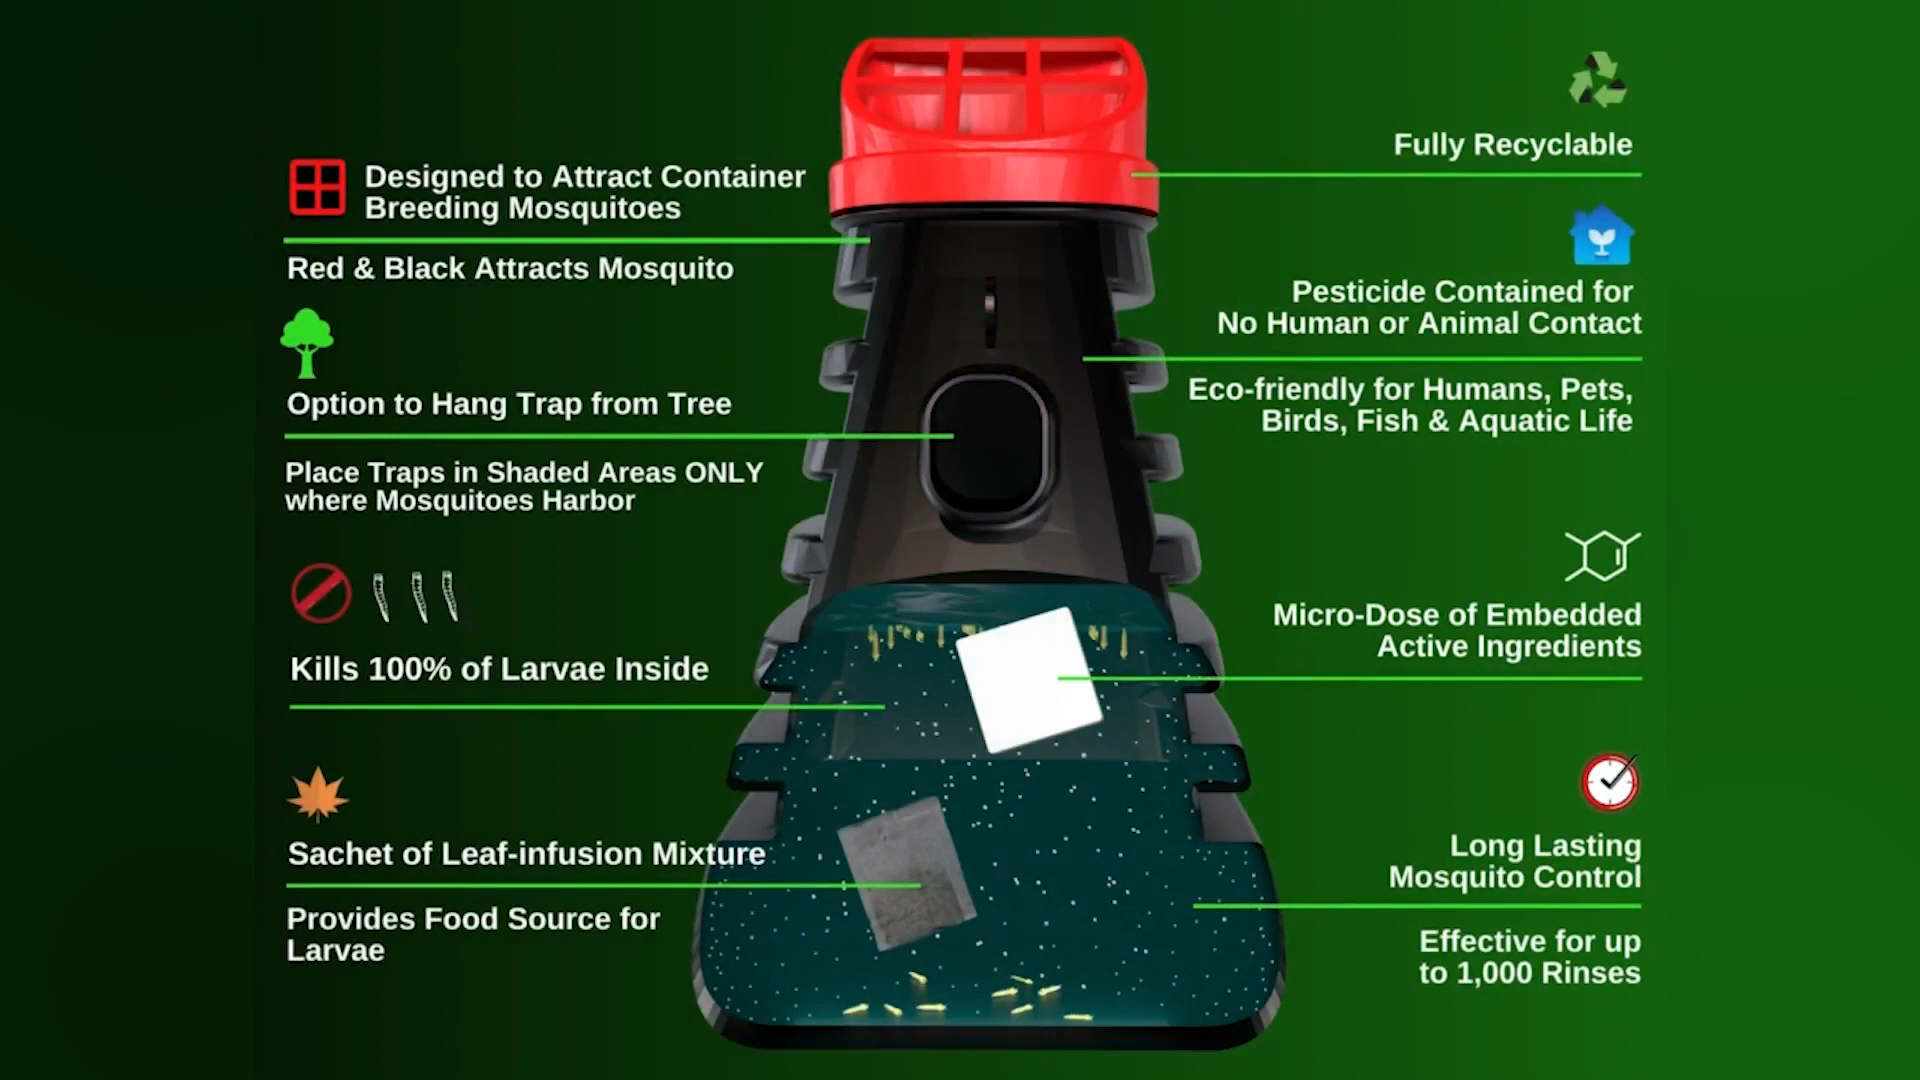 Designed to Attract Container
Breeding Mosquitoes
Red & Black Attracts Mosquito
Option to Hang Trap from Tree
Place Traps in Shaded Areas ONLY
where Mosquitoes Harbor
Kills 100% of Larvae Inside
Sachet of Leaf-infusion Mixture
Provides Food Source for
Larvae
Fully Recyclable
Pesticide Contained for
No Human or Animal Contact
Eco-friendly for Humans, Pets,
Birds, Fish & Aquatic Life
Micro-Dose of Embedded
Active Ingredients
Long Lasting
Mosquito Control
Effective for up
to 1,000 Rinses